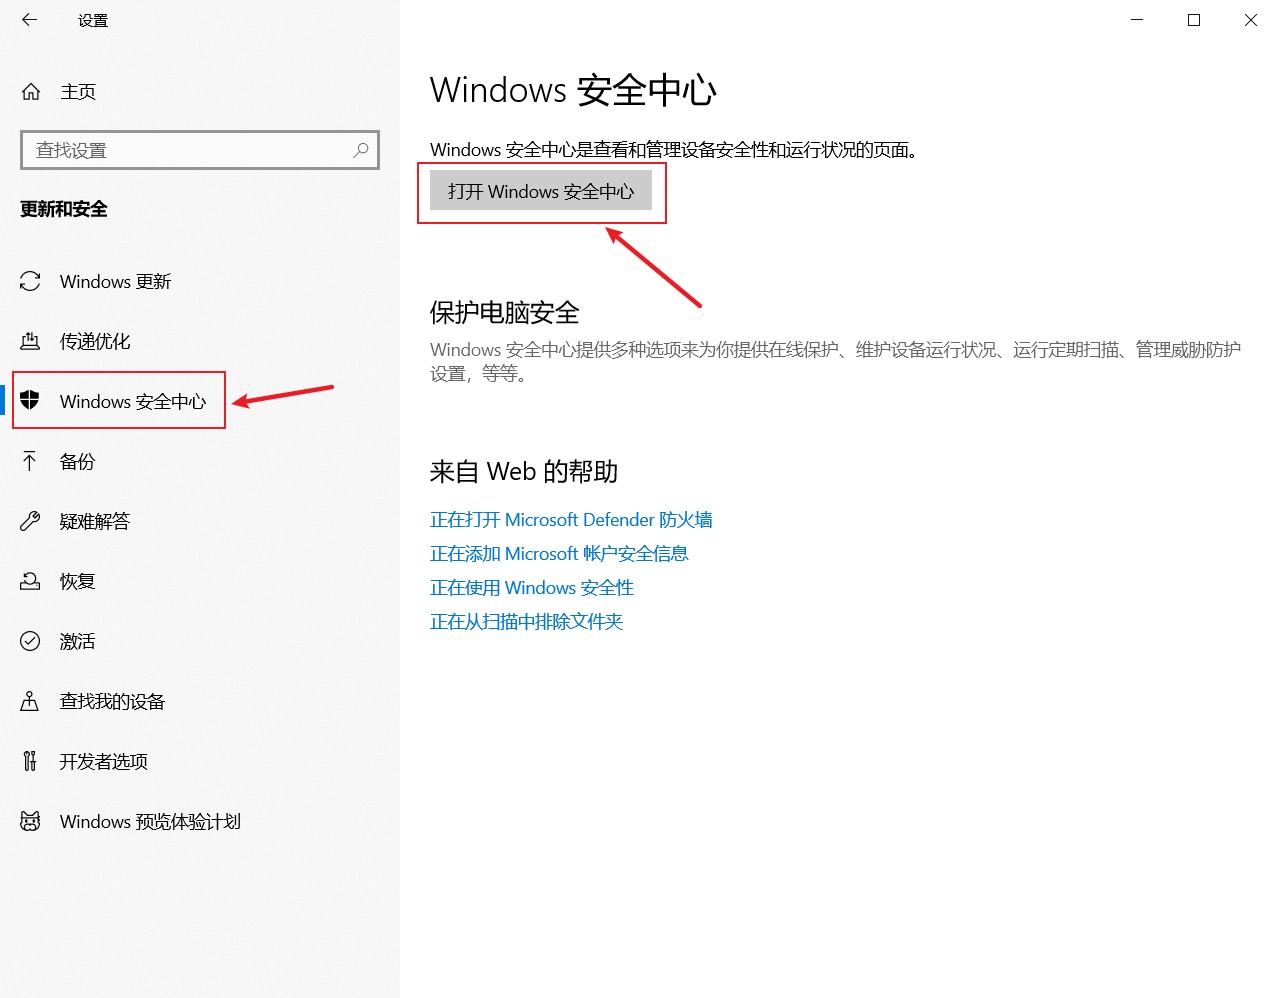 设置
主页
查找设置
更新和安全
Windows 更新
传递优化
Windows 安全中心
备份
疑难解答
恢复
激活
查找我的设备
开发者选项
Windows 预览体验计划
Windows 安全中心
Windows 安全中心是查看和管理设备安全性和运行状况的页面。
打开 Windows 安全中心
保护电脑安全
Windows 安全中心提供多种选项来为你提供在线保护、维护设备运行状况、运行定期扫描、管理威胁防护
设置，等等。
来自 Web 的帮助
正在打开 Microsoft Defender 防火墙
正在添加 Microsoft 帐户安全信息
正在使用 Windows 安全性
正在从扫描中排除文件夹